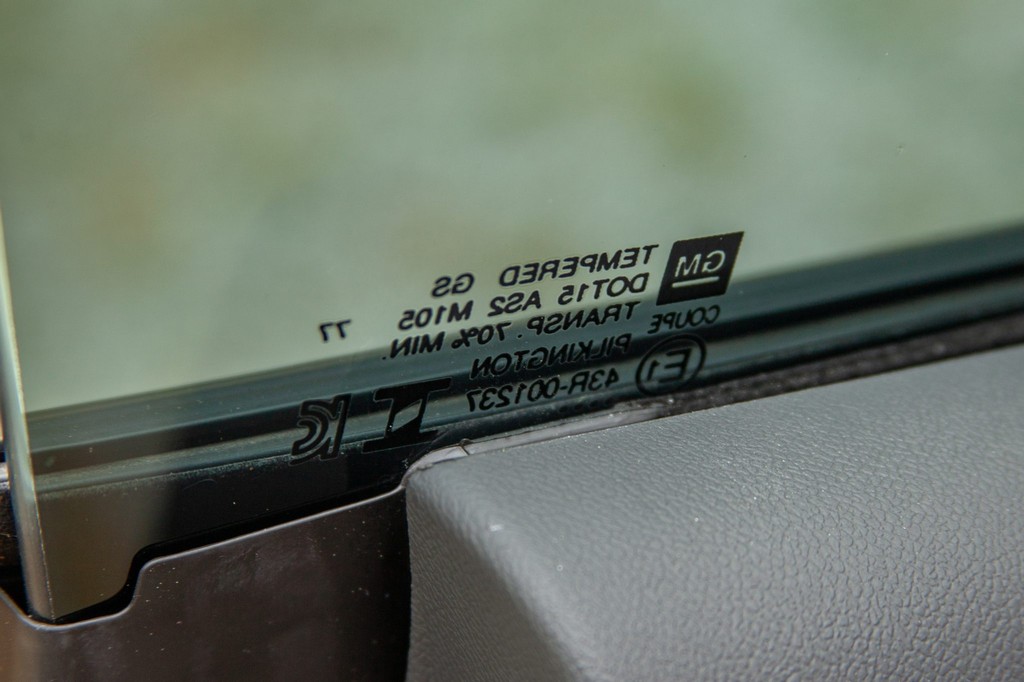 GM
TEMPERED GS
DOT15 AS2 M105
TRANSP. 70% MIN.
77
COUPE
PILKINGTON
E1
43R-001237